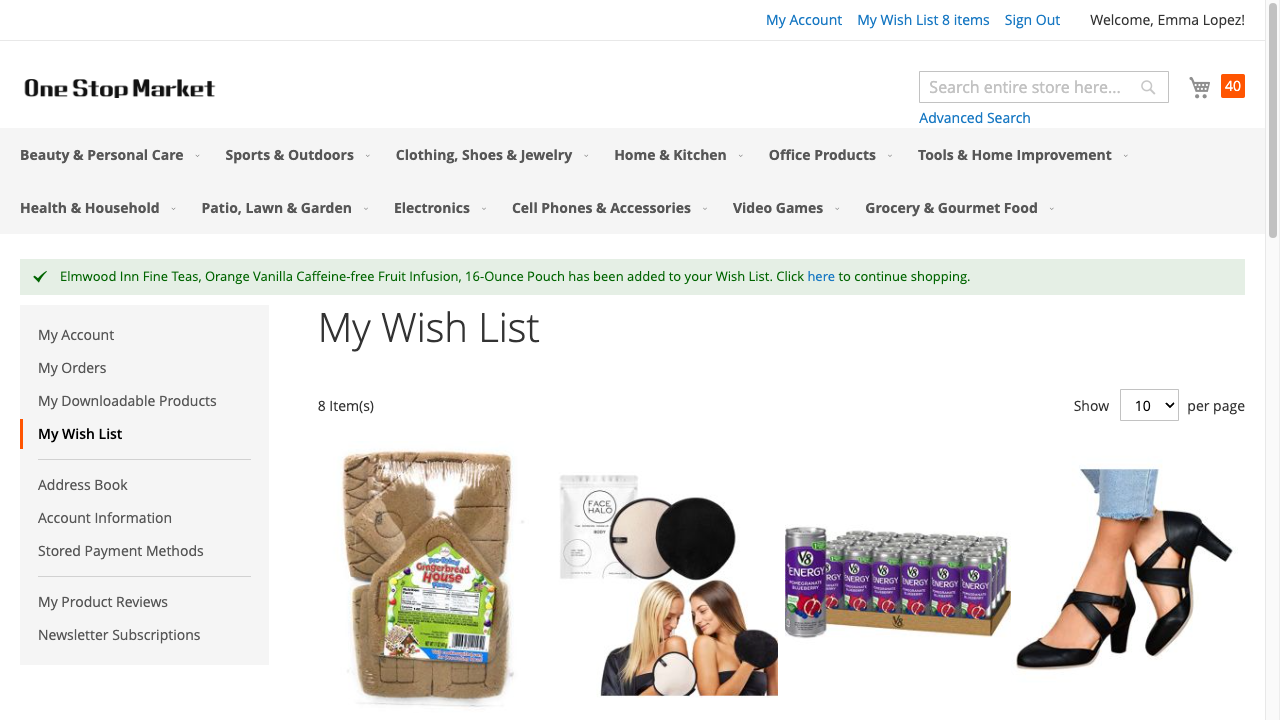 My Account My Wish List 8 items Sign Out Welcome, Emma Lopez!
One Stop Market
Search entire store here...
40
Advanced Search
Beauty & Personal Care Sports & Outdoors Clothing, Shoes & Jewelry Home & Kitchen Office Products Tools & Home Improvement
Health & Household Patio, Lawn & Garden Electronics Cell Phones & Accessories Video Games Grocery & Gourmet Food
Elmwood Inn Fine Teas, Orange Vanilla Caffeine-free Fruit Infusion, 16-Ounce Pouch has been added to your Wish List. Click here to continue shopping.
My Account
My Orders
My Downloadable Products
My Wish List
Address Book
Account Information
Stored Payment Methods
My Product Reviews
Newsletter Subscriptions
My Wish List
8 Item(s)
Show 10 per page
Gingerbread
House
FACE
HALO
BODY
V8
ENERGY
POMEGRANATE
BLUEBERRY